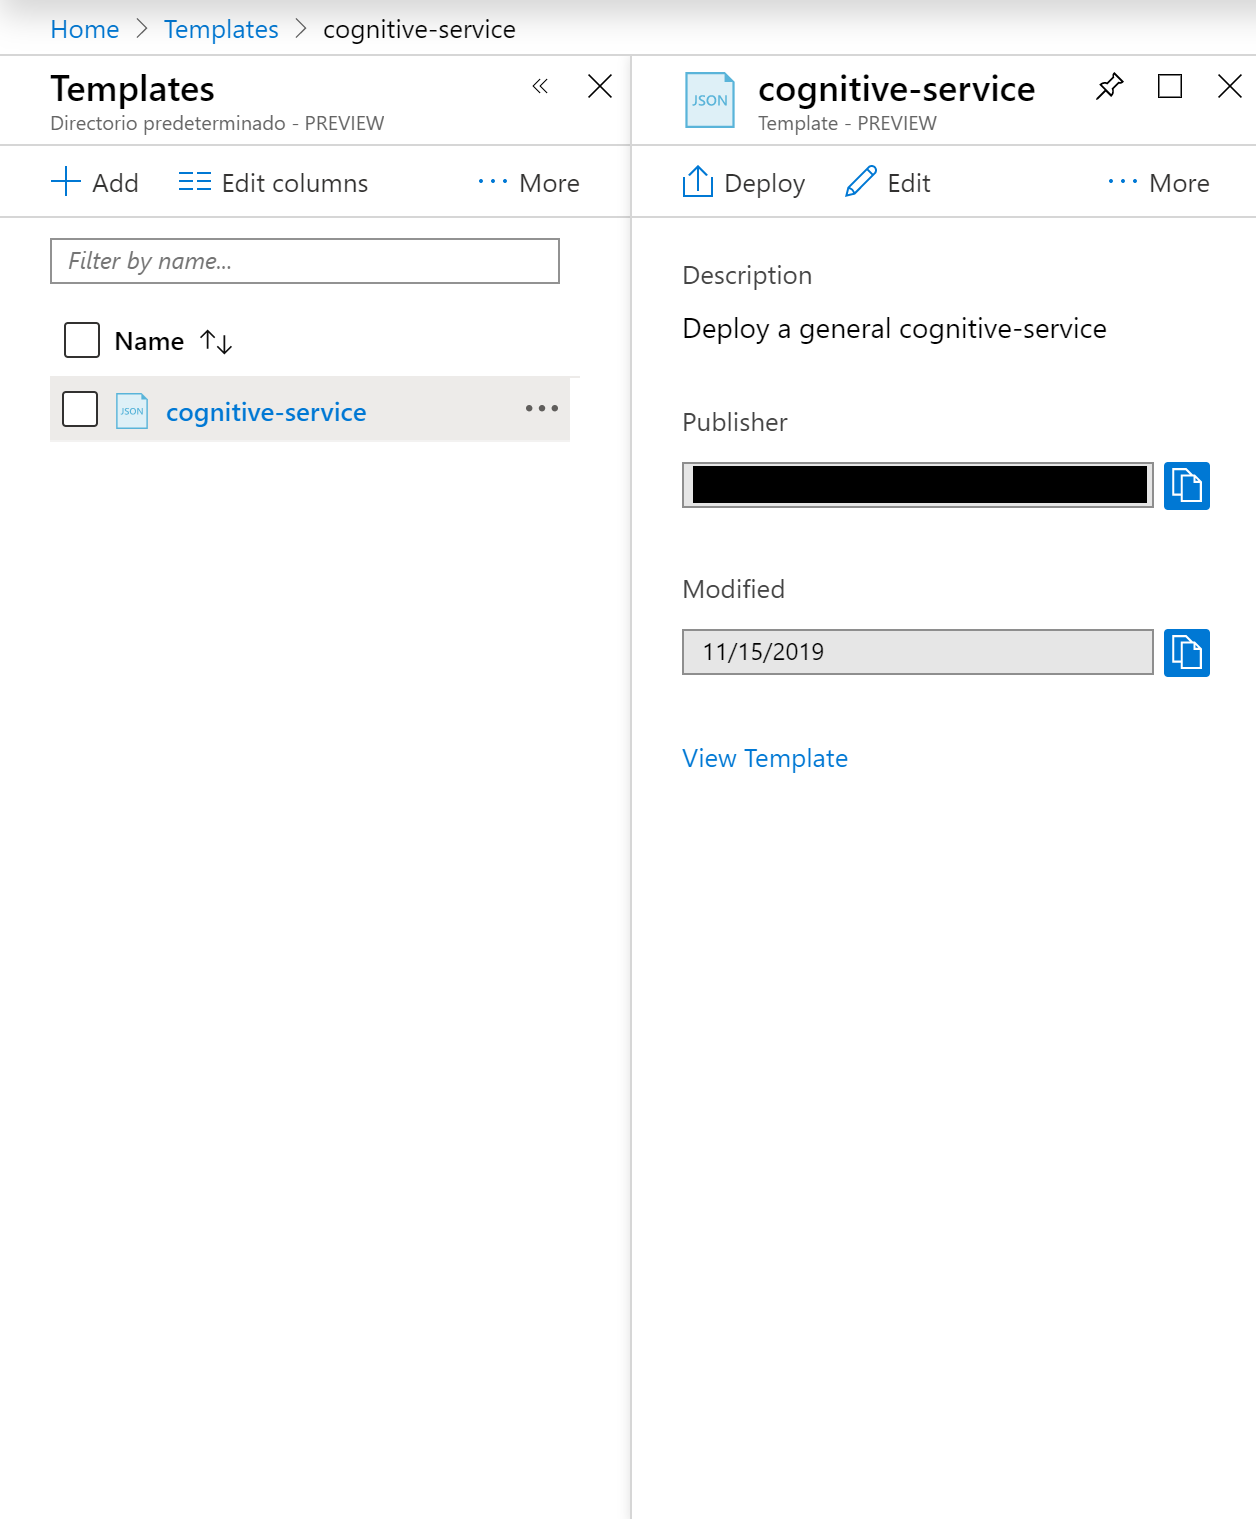 Home > Templates > cognitive-service
Templates
Directorio predeterminado - PREVIEW
Add Edit columns ··· More
Filter by name...
Name
JSON cognitive-service
JSON cognitive-service
Template - PREVIEW
Deploy Edit ··· More
Description
Deploy a general cognitive-service
Publisher
Modified
11/15/2019
View Template